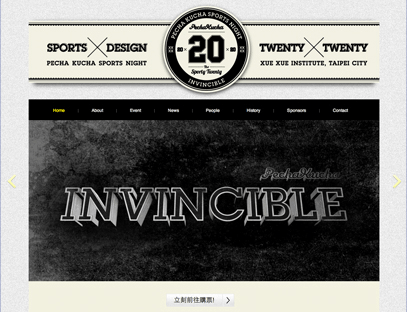 PECHA KUCHA SPORTS NIGHT
PechaKucha
20 × 20 × 20
The
Sporty Twenty
INVINCIBLE
SPORTS × DESIGN
PECHA KUCHA SPORTS NIGHT
TWENTY × TWENTY
XUE XUE INSTITUTE, TAIPEI CITY
Home
About
Event
News
People
History
Sponsors
Contact
PechaKucha
INVINCIBLE
立刻前往購票!